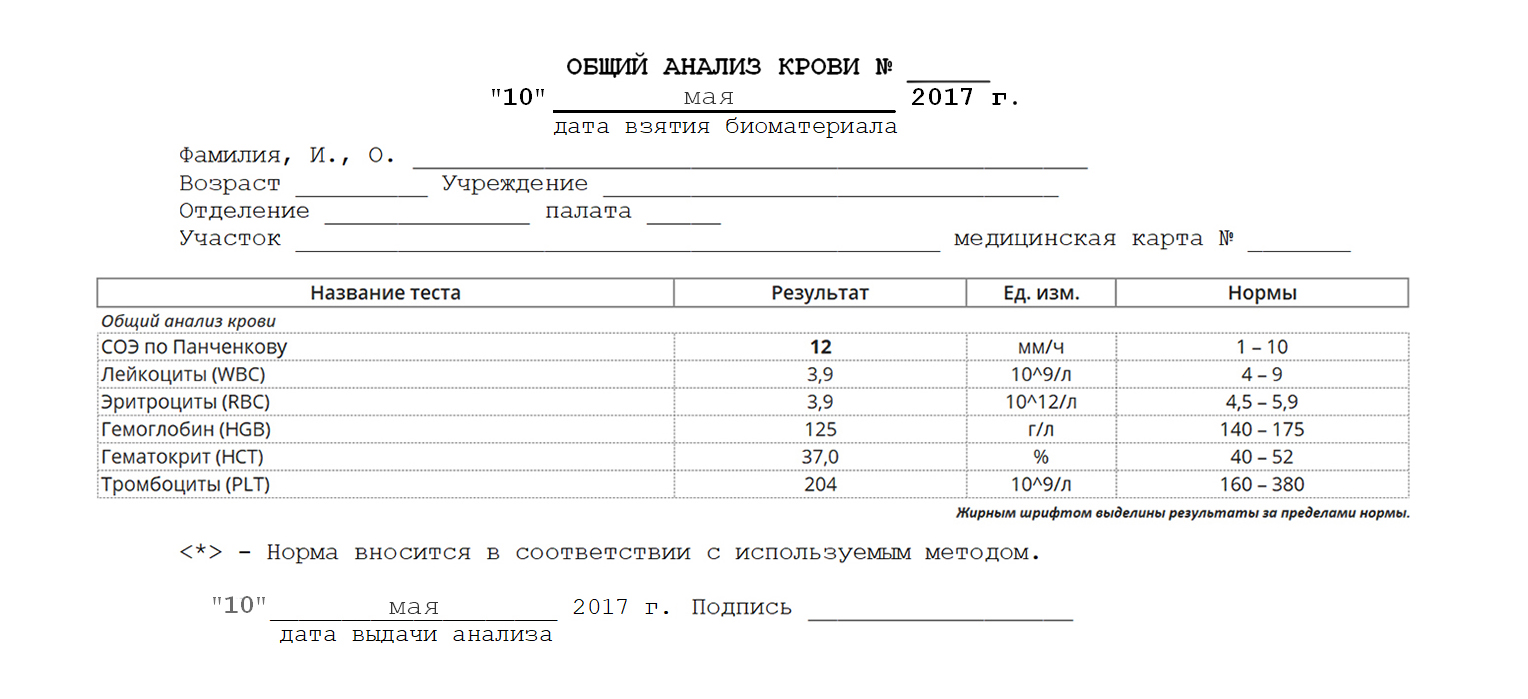 ОБЩИЙ АНАЛИЗ КРОВИ № ______
"10" мая 2017 г.
дата взятия биоматериала
Фамилия, И., О. ______________________________________________
Возраст _________ Учреждение _______________________________
Отделение ______________ палата _____
Участок ____________________________________________ медицинская карта № _______
Название теста Результат Ед. изм. Нормы
Общий анализ крови
СОЭ по Панченкову 12 мм/ч 1 – 10
Лейкоциты (WBC) 3,9 10^9/л 4 – 9
Эритроциты (RBC) 3,9 10^12/л 4,5 – 5,9
Гемоглобин (HGB) 125 г/л 140 – 175
Гематокрит (HCT) 37,0 % 40 – 52
Тромбоциты (PLT) 204 10^9/л 160 – 380
Жирным шрифтом выделины результаты за пределами нормы.
<*> - Норма вносится в соответствии с используемым методом.
"10" мая 2017 г. Подпись __________________
дата выдачи анализа